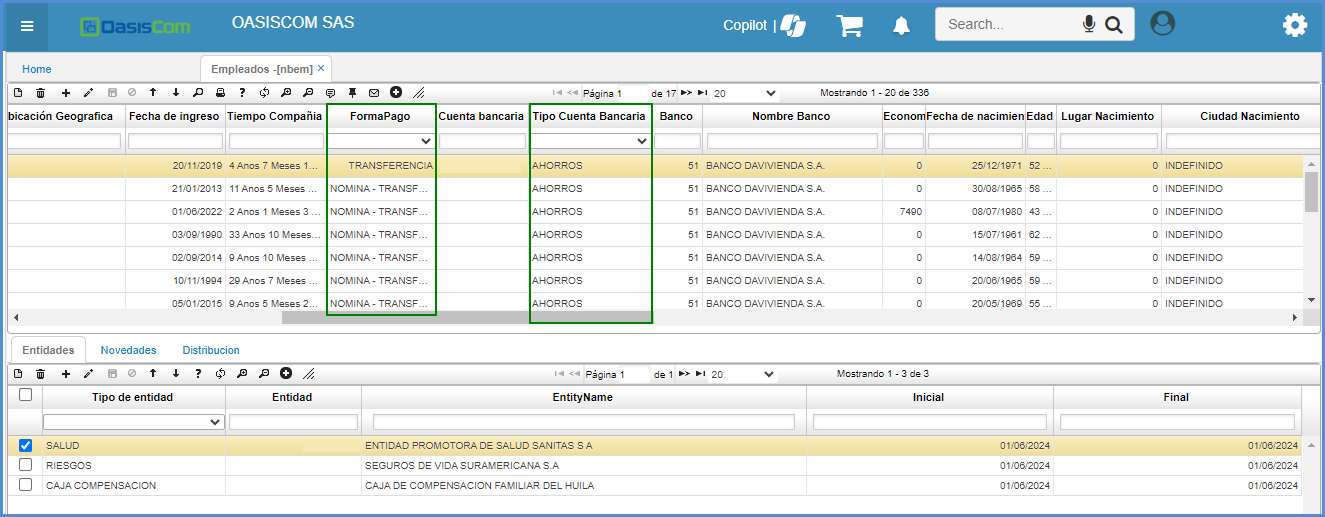 OasisCom OASISCOM SAS Copilot | Search...
Home Empleados -[nbem] ×
Página 1 de 17 20 Mostrando 1 - 20 de 336
bicación Geografica Fecha de ingreso Tiempo Compañia FormaPago Cuenta bancaria Tipo Cuenta Bancaria Banco Nombre Banco Econom Fecha de nacimien Edad Lugar Nacimiento Ciudad Nacimiento
20/11/2019 4 Anos 7 Meses 1... TRANSFERENCIA AHORROS 51 BANCO DAVIVIENDA S.A. 0 25/12/1971 52 ... 0 INDEFINIDO
21/01/2013 11 Anos 5 Meses ... NOMINA - TRANSF... AHORROS 51 BANCO DAVIVIENDA S.A. 0 30/08/1965 58 ... 0 INDEFINIDO
01/06/2022 2 Anos 1 Meses 3 ... NOMINA - TRANSF... AHORROS 51 BANCO DAVIVIENDA S.A. 7490 08/07/1980 43 ... 0 INDEFINIDO
03/09/1990 33 Anos 10 Meses... NOMINA - TRANSF... AHORROS 51 BANCO DAVIVIENDA S.A. 0 15/07/1961 62 ... 0 INDEFINIDO
02/09/2014 9 Anos 10 Meses ... NOMINA - TRANSF... AHORROS 51 BANCO DAVIVIENDA S.A. 0 14/08/1964 59 ... 0 INDEFINIDO
10/11/1994 29 Anos 7 Meses ... NOMINA - TRANSF... AHORROS 51 BANCO DAVIVIENDA S.A. 0 20/06/1965 59 ... 0 INDEFINIDO
05/01/2015 9 Anos 5 Meses 2... NOMINA - TRANSF... AHORROS 51 BANCO DAVIVIENDA S.A. 0 20/05/1969 55 ... 0 INDEFINIDO
Entidades Novedades Distribucion
Página 1 de 1 20 Mostrando 1 - 3 de 3
Tipo de entidad Entidad EntityName Inicial Final
SALUD ENTIDAD PROMOTORA DE SALUD SANITAS S A 01/06/2024 01/06/2024
RIESGOS SEGUROS DE VIDA SURAMERICANA S.A 01/06/2024 01/06/2024
CAJA COMPENSACION CAJA DE COMPENSACION FAMILIAR DEL HUILA 01/06/2024 01/06/2024